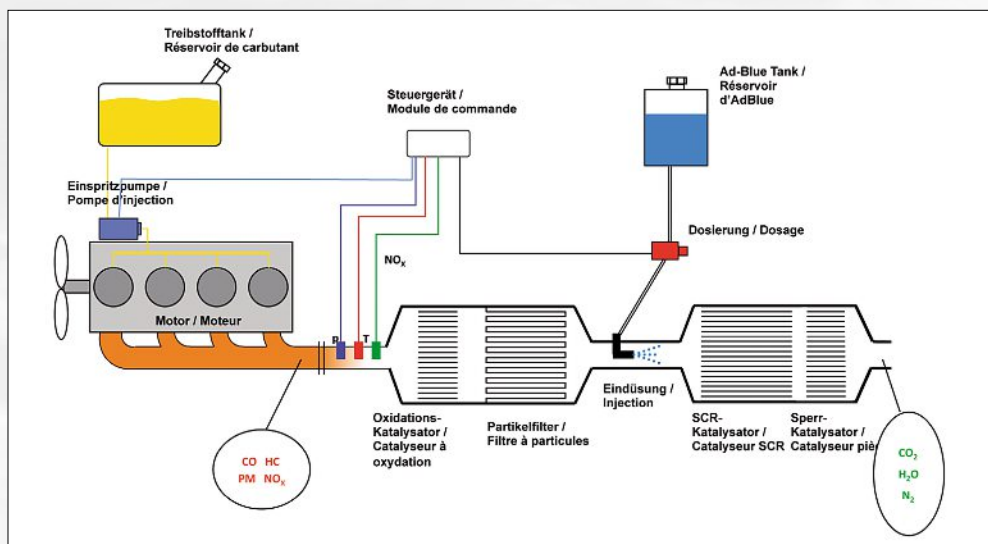 Treibstofftank /
Réservoir de carbutant
Steuergerät /
Module de commande
Ad-Blue Tank /
Réservoir
d'AdBlue
Einspritzpumpe /
Pompe d'injection
Dosierung / Dosage
NOX
Motor / Moteur
P
T
Eindüsung /
Injection
Oxidations-
Katalysator /
Catalyseur à
oxydation
Partikelfilter /
Filtre à particules
SCR-
Katalysator /
Catalyseur SCR
Sperr-
Katalysator /
Catalyseur
CO HC
PM NOX
CO2
H2O
N2